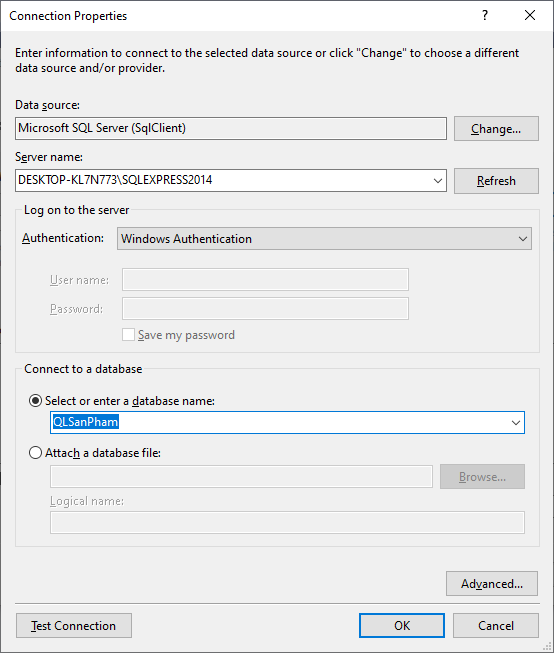 Connection Properties
?
Enter information to connect to the selected data source or click "Change" to choose a different
data source and/or provider.
Data source:
Microsoft SQL Server (SqlClient)
Change...
Server name:
DESKTOP-KL7N773\SQLEXPRESS2014
Refresh
Log on to the server
Authentication:
Windows Authentication
User name:
Password:
Save my password
Connect to a database
Select or enter a database name:
QLSanPham
Attach a database file:
Browse...
Logical name:
Advanced...
Test Connection
OK
Cancel